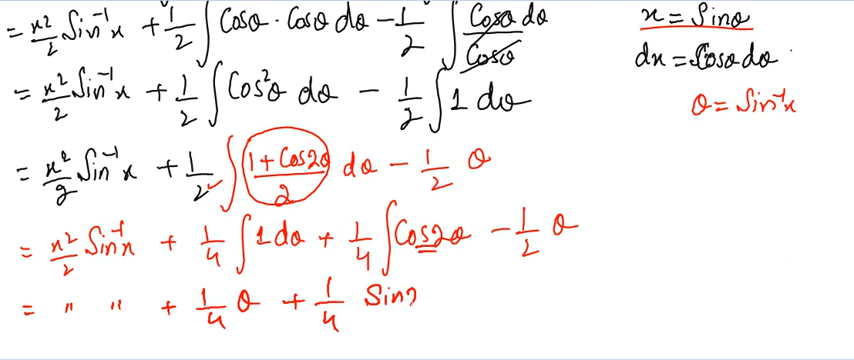 = x²/2 Sin⁻¹x + 1/2 ∫ Cosθ · Cosθ dθ − 1/2 ∫ Cosθ/Cosθ dθ
x = Sinθ
dx = Cosθ dθ
= x²/2 Sin⁻¹x + 1/2 ∫ Cos²θ dθ − 1/2 ∫ 1 dθ
θ = Sin⁻¹x
= x²/2 Sin⁻¹x + 1/2 ∫ (1 + Cos2θ)/2 dθ − 1/2 θ
= x²/2 Sin⁻¹x + 1/4 ∫ 1 dθ + 1/4 ∫ Cos2θ − 1/2 θ
= " " + 1/4 θ + 1/4 Sin2